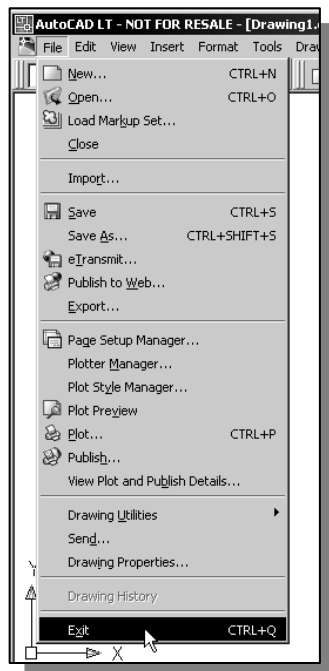 AutoCAD LT - NOT FOR RESALE - [Drawing1.
File Edit View Insert Format Tools Draw
New... CTRL+N
Open... CTRL+O
Load Markup Set...
Close
Import...
Save CTRL+S
Save As... CTRL+SHIFT+S
eTransmit...
Publish to Web...
Export...
Page Setup Manager...
Plotter Manager...
Plot Style Manager...
Plot Preview
Plot... CTRL+P
Publish...
View Plot and Publish Details...
Drawing Utilities
Send...
Drawing Properties...
Drawing History
Exit CTRL+Q
Y
X